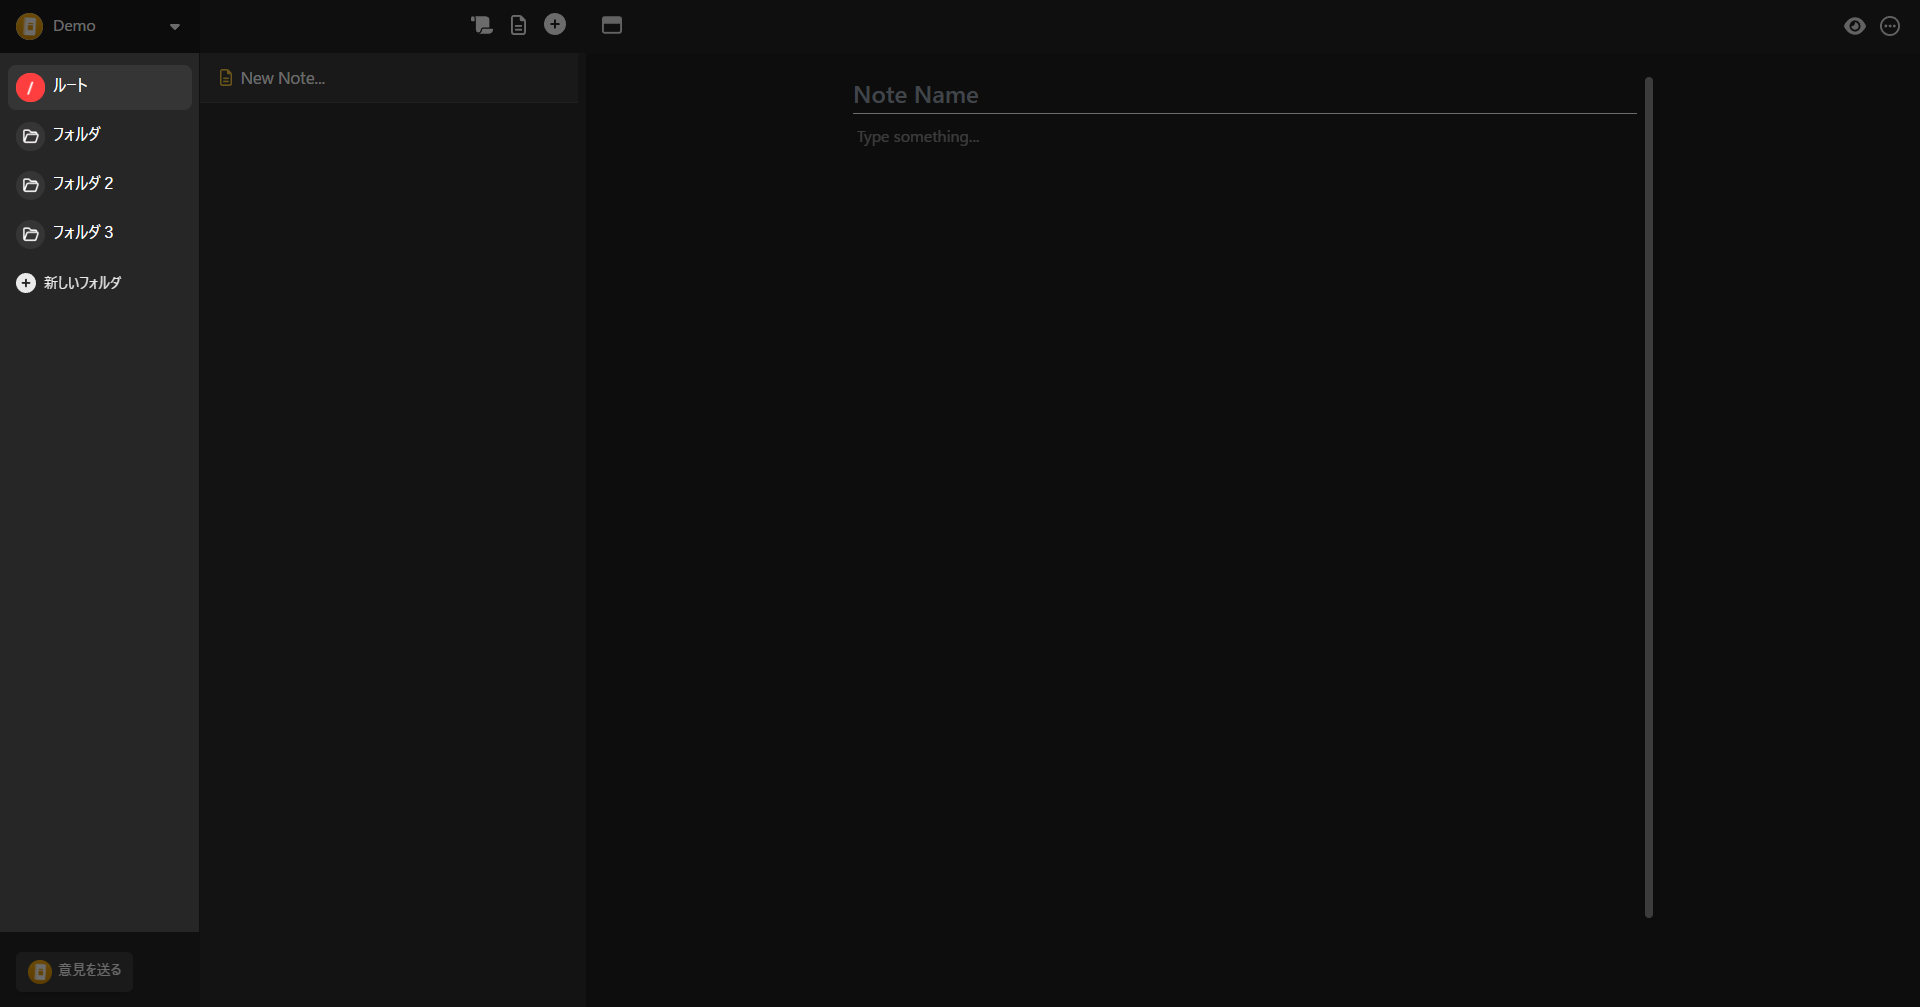 Demo
/ ルート
フォルダ
フォルダ 2
フォルダ 3
新しいフォルダ
意見を送る
New Note...
Note Name
Type something...